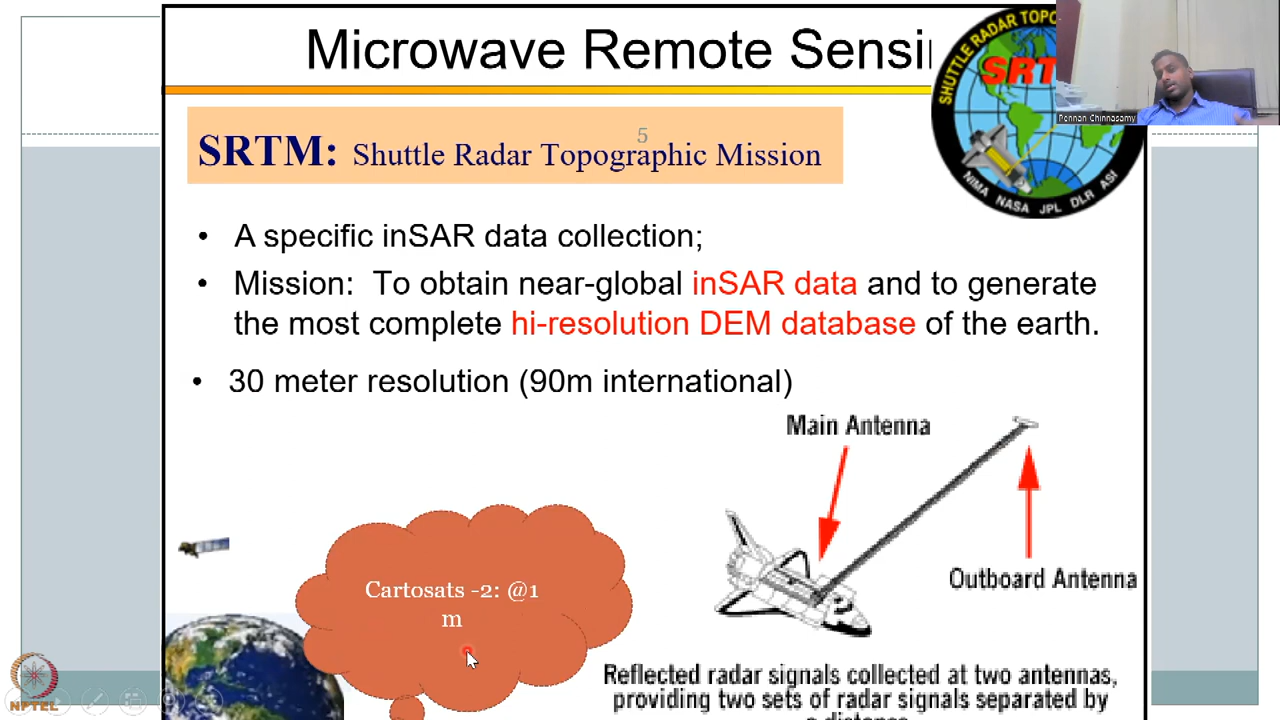 Microwave Remote Sensi
SHUTTLE RADAR TOPO
SRT
NIMA NASA JPL DLR ASI
Pennan Chinnasamy
5
SRTM: Shuttle Radar Topographic Mission
• A specific inSAR data collection;
• Mission: To obtain near-global inSAR data and to generate
the most complete hi-resolution DEM database of the earth.
• 30 meter resolution (90m international)
Main Antenna
Outboard Antenna
Cartosats -2: @1
m
Reflected radar signals collected at two antennas,
providing two sets of radar signals separated by
a distance
NPTEL